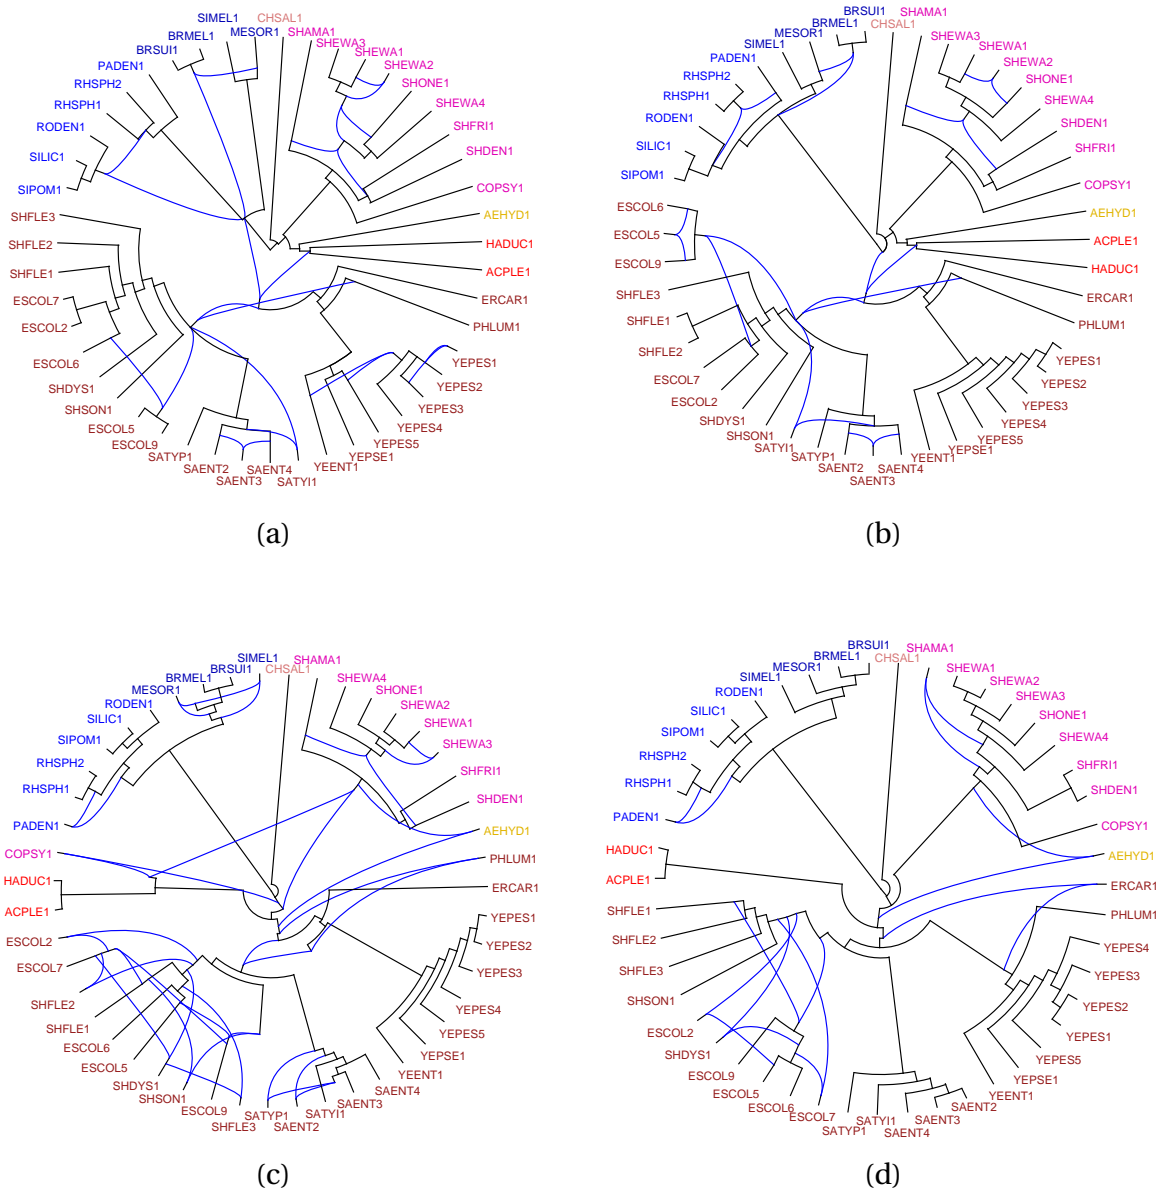 SIMEL1
CHSAL1
BRMEL1
MESOR1
SHAMA1
BRSUI1
SHEWA3
SHEWA1
PADEN1
SHEWA2
RHSPH2
SHONE1
RHSPH1
SHEWA4
RODEN1
SHFRI1
SILIC1
SHDEN1
SIPOM1
COPSY1
SHFLE3
AEHYD1
SHFLE2
HADUC1
SHFLE1
ACPLE1
ESCOL7
ERCAR1
ESCOL2
PHLUM1
ESCOL6
YEPES1
SHDYS1
YEPES2
SHSON1
YEPES3
ESCOL5
YEPES4
ESCOL9
YEPES5
SATYP1
YEPSE1
SAENT2
SAENT4
YEENT1
SAENT3
SATYI1
(a)
BRSUI1
SHAMA1
BRMEL1
CHSAL1
MESOR1
SHEWA3
SIMEL1
SHEWA1
PADEN1
SHEWA2
RHSPH2
SHONE1
RHSPH1
SHEWA4
RODEN1
SHDEN1
SILIC1
SHFRI1
SIPOM1
COPSY1
ESCOL6
AEHYD1
ESCOL5
ACPLE1
ESCOL9
HADUC1
SHFLE3
ERCAR1
SHFLE1
PHLUM1
SHFLE2
YEPES1
ESCOL7
YEPES2
ESCOL2
YEPES3
SHDYS1
YEPES4
SHSON1
YEPES5
SATYI1
YEPSE1
SATYP1
YEENT1
SAENT2
SAENT4
SAENT3
(b)
SIMEL1
SHAMA1
BRSUI1
CHSAL1
BRMEL1
SHEWA4
MESOR1
SHONE1
RODEN1
SHEWA2
SILIC1
SHEWA1
SIPOM1
SHEWA3
RHSPH2
SHFRI1
RHSPH1
SHDEN1
PADEN1
AEHYD1
COPSY1
PHLUM1
HADUC1
ERCAR1
ACPLE1
YEPES1
ESCOL2
YEPES2
ESCOL7
YEPES3
SHFLE2
YEPES4
SHFLE1
YEPES5
ESCOL6
YEPSE1
ESCOL5
YEENT1
SHDYS1
SAENT4
SHSON1
SAENT3
ESCOL9
SATYI1
SHFLE3
SATYP1
SAENT2
(c)
BRSUI1
SHAMA1
BRMEL1
CHSAL1
MESOR1
SHEWA1
SIMEL1
SHEWA2
RODEN1
SHEWA3
SILIC1
SHONE1
SIPOM1
SHEWA4
RHSPH2
SHFRI1
RHSPH1
SHDEN1
PADEN1
COPSY1
HADUC1
AEHYD1
ACPLE1
ERCAR1
SHFLE1
PHLUM1
SHFLE2
YEPES4
SHFLE3
YEPES3
SHSON1
YEPES2
ESCOL2
YEPES1
SHDYS1
YEPES5
ESCOL9
YEPSE1
ESCOL5
YEENT1
ESCOL6
SAENT2
ESCOL7
SAENT3
SATYP1
SATYI1
SAENT4
(d)